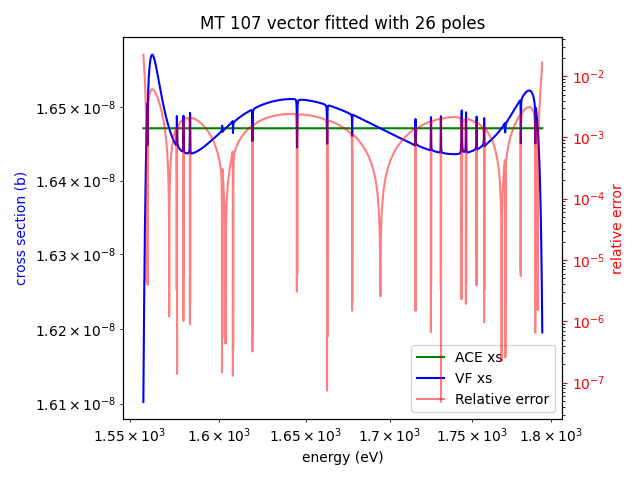 MT 107 vector fitted with 26 poles
cross section (b)
1.65 × 10⁻⁸
1.64 × 10⁻⁸
1.63 × 10⁻⁸
1.62 × 10⁻⁸
1.61 × 10⁻⁸
10⁻²
10⁻³
10⁻⁴
10⁻⁵
10⁻⁶
10⁻⁷
relative error
ACE xs
VF xs
Relative error
1.55 × 10³ 1.6 × 10³ 1.65 × 10³ 1.7 × 10³ 1.75 × 10³ 1.8 × 10³
energy (eV)